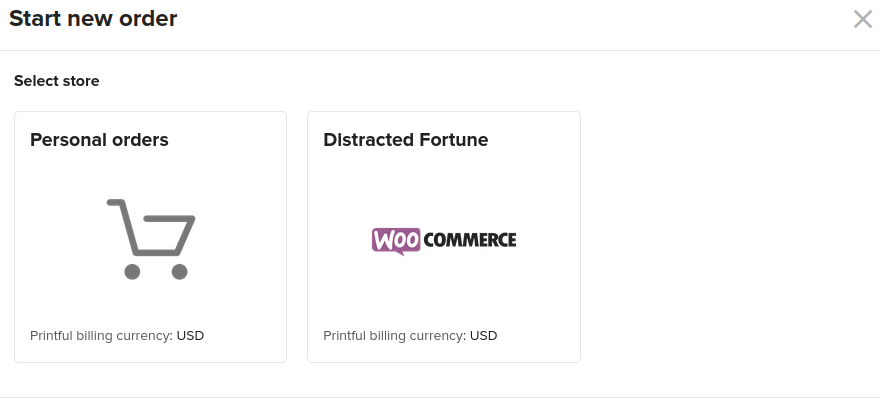 Start new order
Select store
Personal orders
Distracted Fortune
WOO COMMERCE
Printful billing currency: USD
Printful billing currency: USD